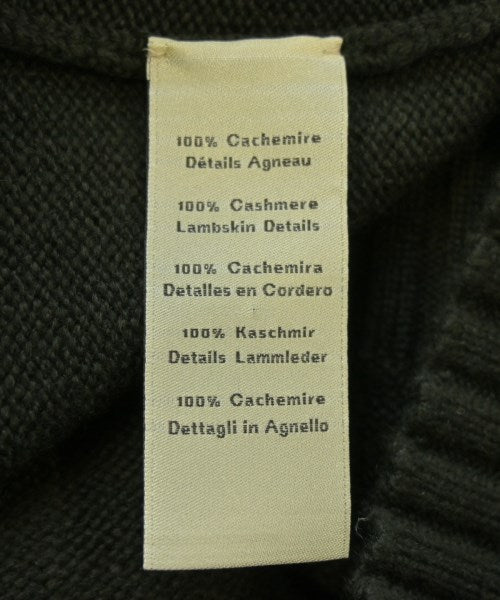 100% Cachemire
Détails Agneau
100% Cashmere
Lambskin Details
100% Cachemira
Detalles en Cordero
100% Kaschmir
Details Lammleder
100% Cachemire
Dettagli in Agnello